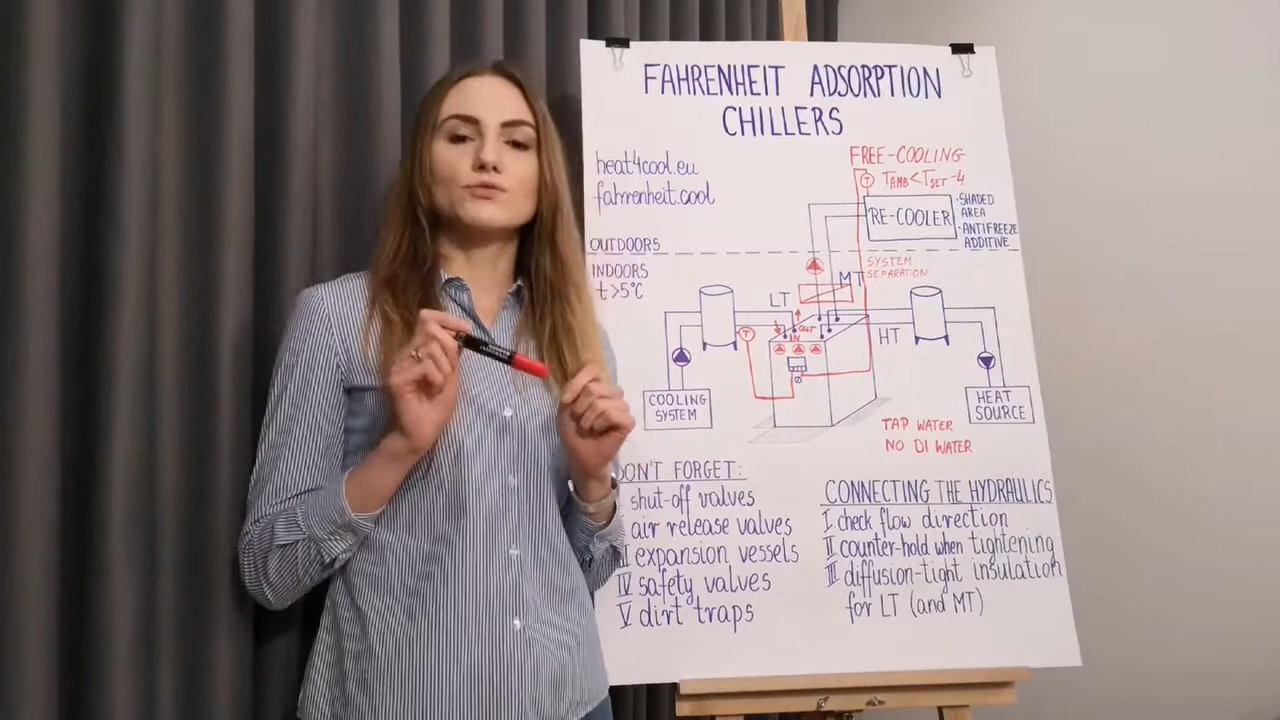 FAHRENHEIT ADSORPTION
CHILLERS
heat4cool.eu
fahrenheit.cool
FREE-COOLING
T TAMB < TSET -4
RE-COOLER
·SHADED
AREA
·ANTIFREEZE
ADDITIVE
OUTDOORS
INDOORS
t>5°C
SYSTEM
SEPARATION
MT
LT
OUT
IN
T
HT
COOLING
SYSTEM
HEAT
SOURCE
TAP WATER
NO DI WATER
DON'T FORGET:
shut-off valves
air release valves
I expansion vessels
IV safety valves
V dirt traps
CONNECTING THE HYDRAULICS
I check flow direction
II counter-hold when tightening
III diffusion-tight insulation
for LT (and MT)